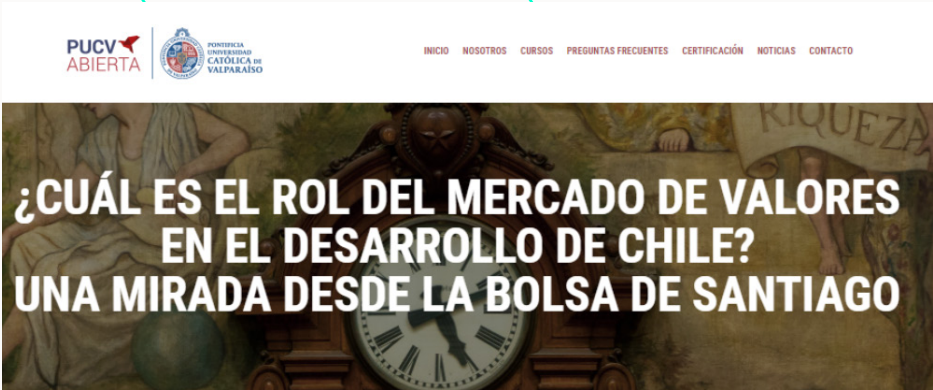 PUCV
ABIERTA
PONTIFICIA
UNIVERSIDAD
CATÓLICA DE
VALPARAÍSO
INICIO NOSOTROS CURSOS PREGUNTAS FRECUENTES CERTIFICACIÓN NOTICIAS CONTACTO
RIQUEZA
¿CUÁL ES EL ROL DEL MERCADO DE VALORES
EN EL DESARROLLO DE CHILE?
UNA MIRADA DESDE LA BOLSA DE SANTIAGO